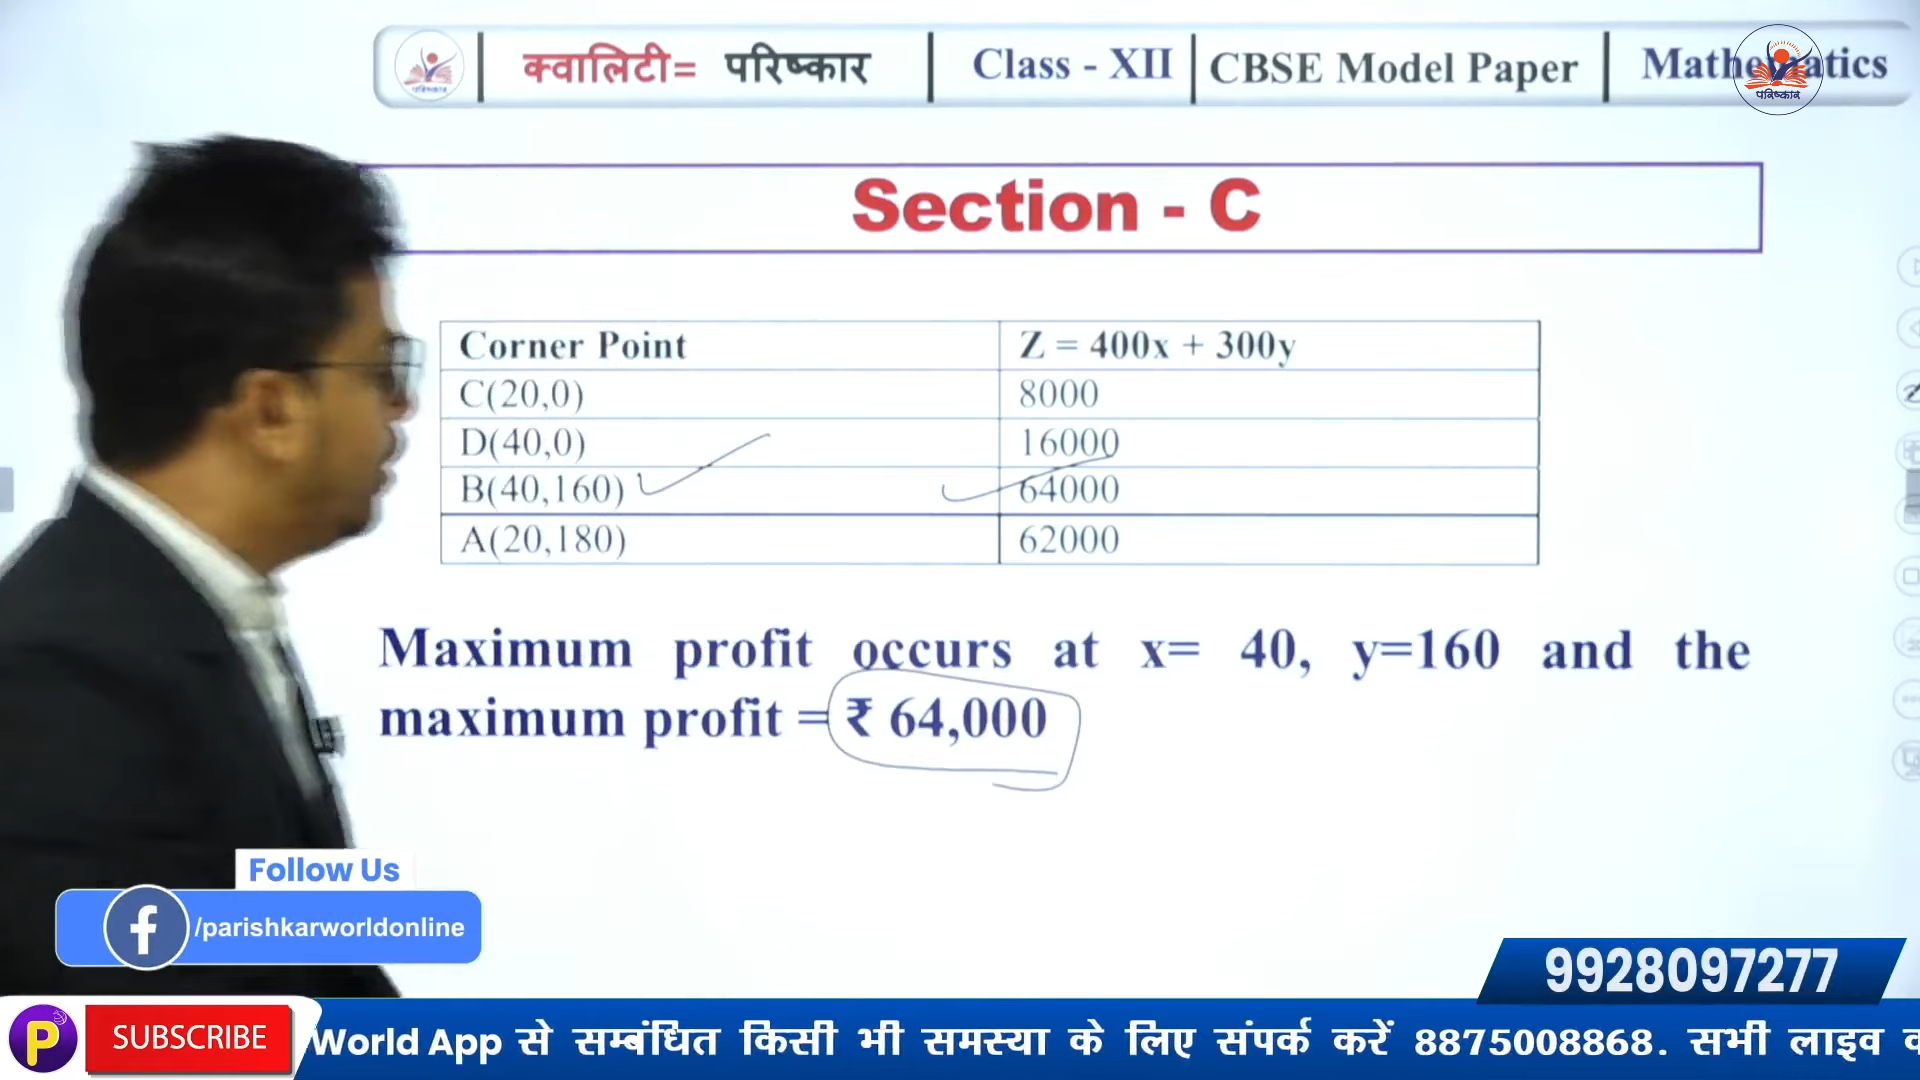 क्वालिटी= परिष्कार | Class - XII | CBSE Model Paper | Mathematics
परिष्कार
Section - C
Corner Point Z = 400x + 300y
C(20,0) 8000
D(40,0) 16000
B(40,160) 64000
A(20,180) 62000
Maximum profit occurs at x= 40, y=160 and the
maximum profit = ₹ 64,000
Follow Us
f /parishkarworldonline
9928097277
P SUBSCRIBE World App से सम्बंधित किसी भी समस्या के लिए संपर्क करें 8875008868. सभी लाइव